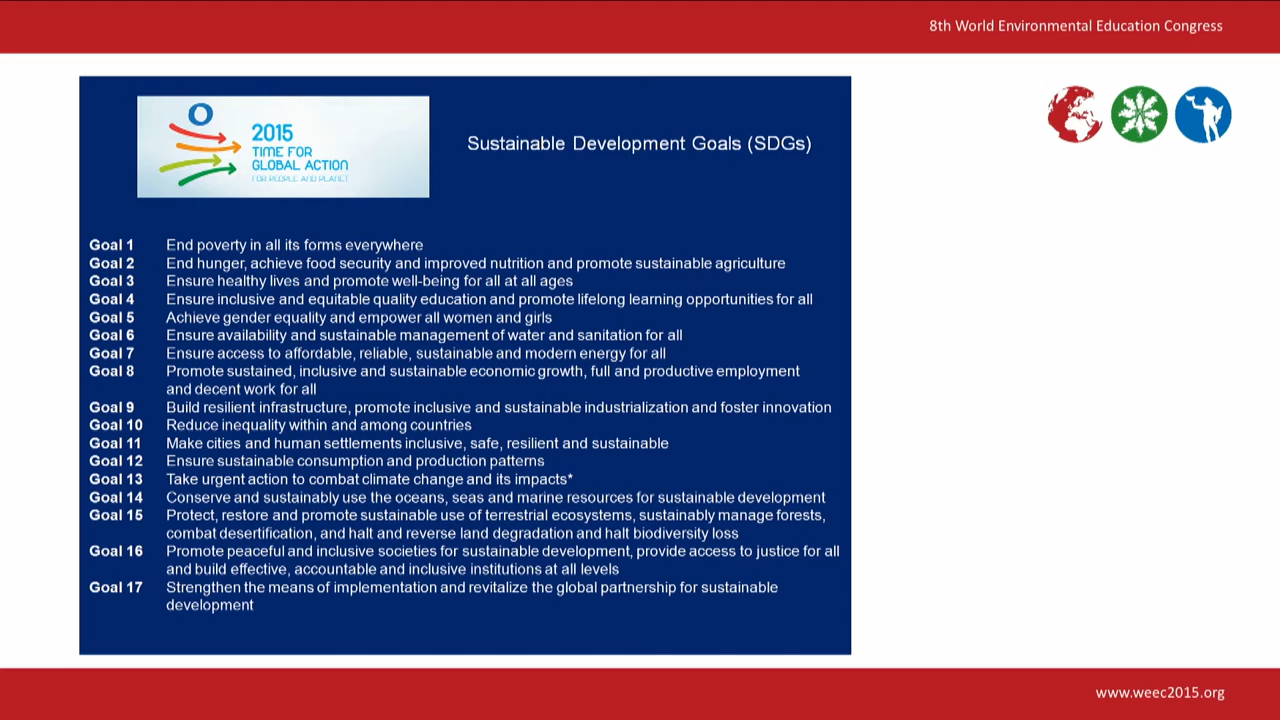 8th World Environmental Education Congress
2015
TIME FOR
GLOBAL ACTION
FOR PEOPLE AND PLANET
Sustainable Development Goals (SDGs)
Goal 1 End poverty in all its forms everywhere
Goal 2 End hunger, achieve food security and improved nutrition and promote sustainable agriculture
Goal 3 Ensure healthy lives and promote well-being for all at all ages
Goal 4 Ensure inclusive and equitable quality education and promote lifelong learning opportunities for all
Goal 5 Achieve gender equality and empower all women and girls
Goal 6 Ensure availability and sustainable management of water and sanitation for all
Goal 7 Ensure access to affordable, reliable, sustainable and modern energy for all
Goal 8 Promote sustained, inclusive and sustainable economic growth, full and productive employment
and decent work for all
Goal 9 Build resilient infrastructure, promote inclusive and sustainable industrialization and foster innovation
Goal 10 Reduce inequality within and among countries
Goal 11 Make cities and human settlements inclusive, safe, resilient and sustainable
Goal 12 Ensure sustainable consumption and production patterns
Goal 13 Take urgent action to combat climate change and its impacts*
Goal 14 Conserve and sustainably use the oceans, seas and marine resources for sustainable development
Goal 15 Protect, restore and promote sustainable use of terrestrial ecosystems, sustainably manage forests,
combat desertification, and halt and reverse land degradation and halt biodiversity loss
Goal 16 Promote peaceful and inclusive societies for sustainable development, provide access to justice for all
and build effective, accountable and inclusive institutions at all levels
Goal 17 Strengthen the means of implementation and revitalize the global partnership for sustainable
development
www.weec2015.org